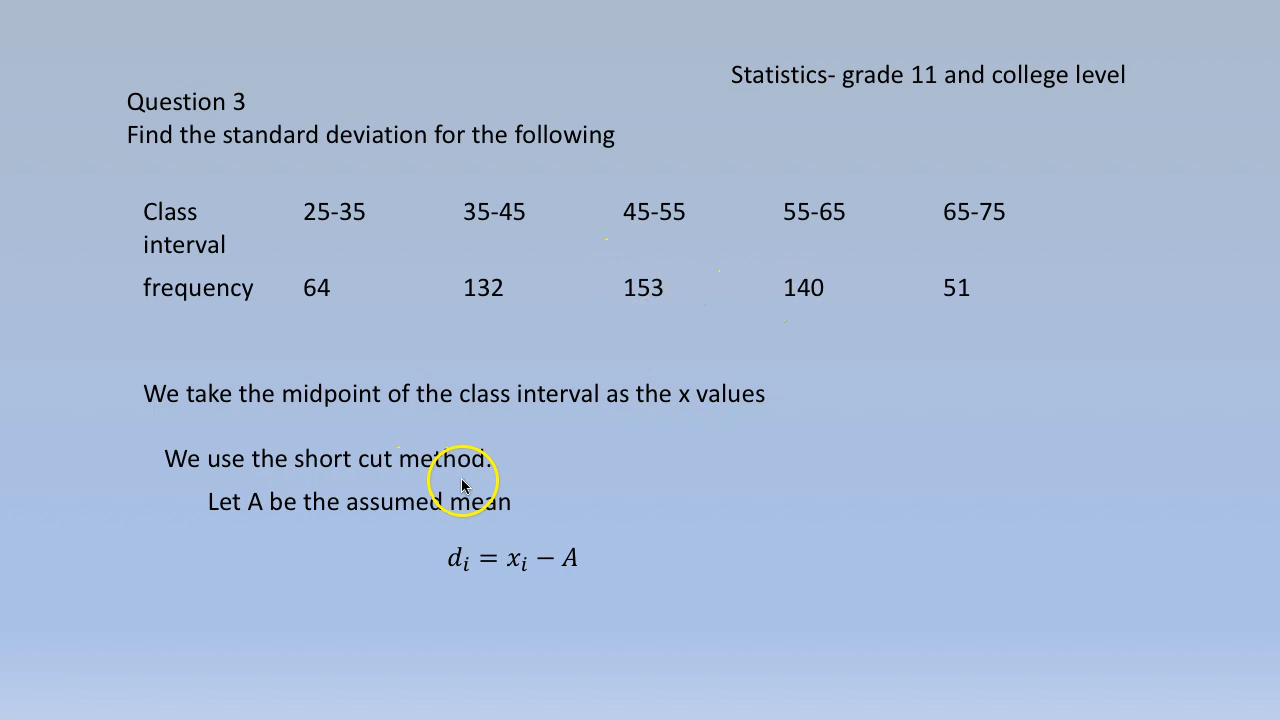 Statistics- grade 11 and college level
Question 3
Find the standard deviation for the following
Class interval 25-35 35-45 45-55 55-65 65-75
frequency 64 132 153 140 51
We take the midpoint of the class interval as the x values
We use the short cut method.
Let A be the assumed mean
dᵢ = xᵢ − A